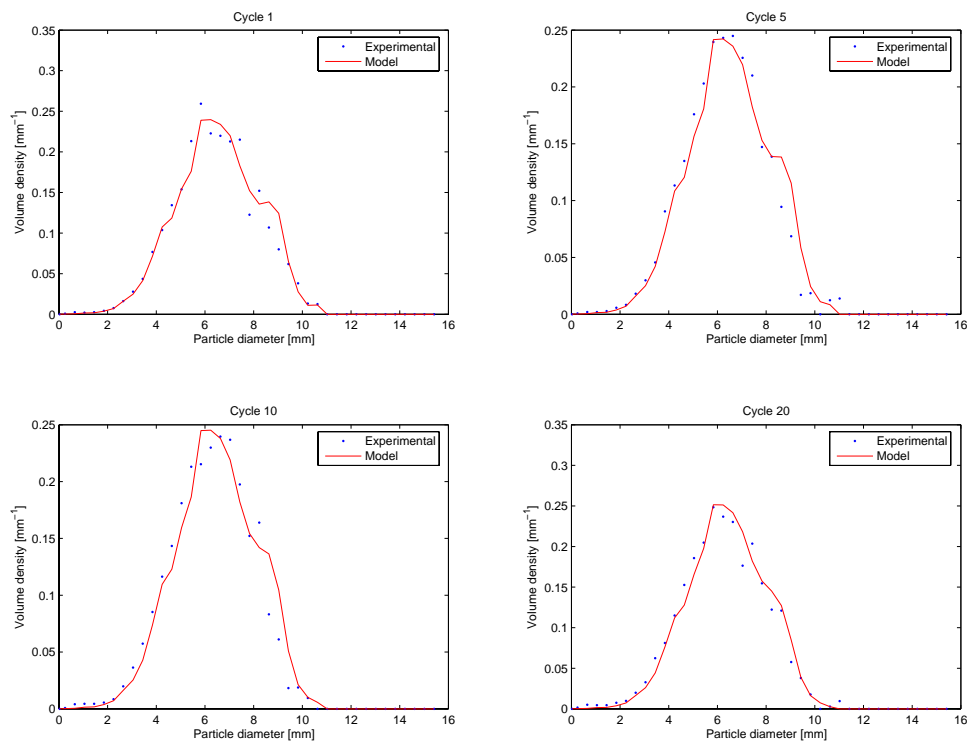 Cycle 1
0.35
0.3
0.25
0.2
0.15
0.1
0.05
0
Volume density [mm⁻¹]
Experimental
Model
0 2 4 6 8 10 12 14 16
Particle diameter [mm]
Cycle 5
0.25
0.2
0.15
0.1
0.05
0
Volume density [mm⁻¹]
Experimental
Model
0 2 4 6 8 10 12 14 16
Particle diameter [mm]
Cycle 10
0.25
0.2
0.15
0.1
0.05
0
Volume density [mm⁻¹]
Experimental
Model
0 2 4 6 8 10 12 14 16
Particle diameter [mm]
Cycle 20
0.35
0.3
0.25
0.2
0.15
0.1
0.05
0
Volume density [mm⁻¹]
Experimental
Model
0 2 4 6 8 10 12 14 16
Particle diameter [mm]